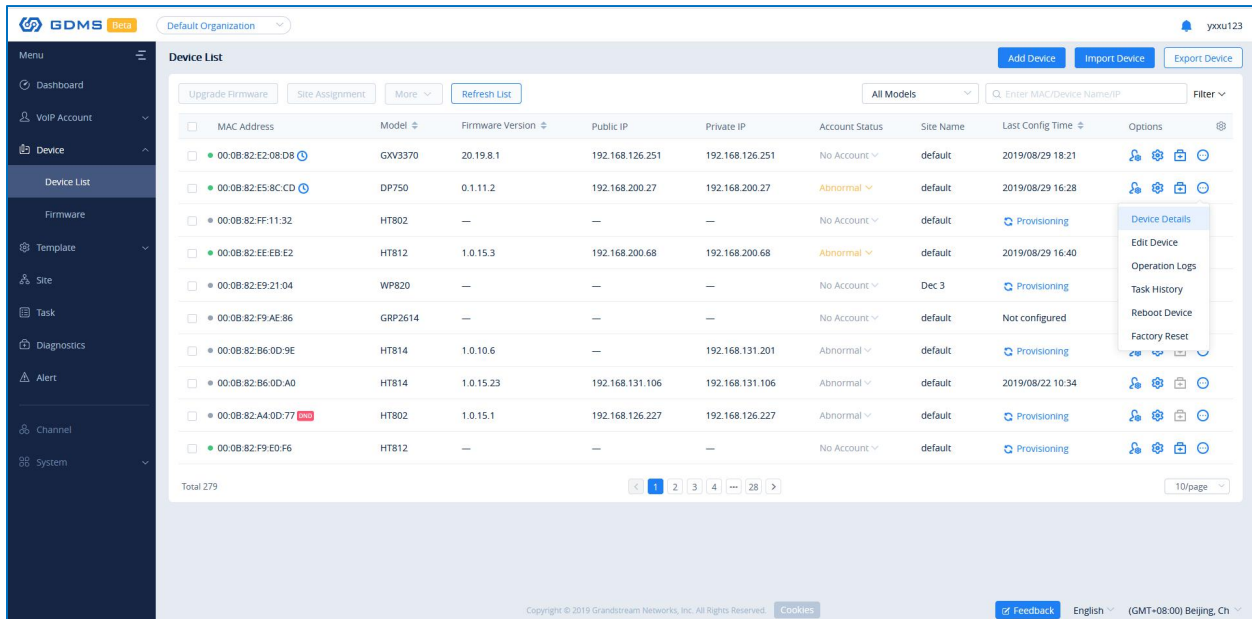 GDMS Beta Default Organization yxxu123
Menu Device List Add Device Import Device Export Device
Dashboard
Upgrade Firmware Site Assignment More Refresh List All Models Enter MAC/Device Name/IP Filter
VoIP Account
MAC Address Model Firmware Version Public IP Private IP Account Status Site Name Last Config Time Options
Device
00:0B:82:E2:08:D8 GXV3370 20.19.8.1 192.168.126.251 192.168.126.251 No Account default 2019/08/29 18:21
Device List
00:0B:82:E5:8C:CD DP750 0.1.11.2 192.168.200.27 192.168.200.27 Abnormal default 2019/08/29 16:28
Firmware
00:0B:82:FF:11:32 HT802 — — — No Account default Provisioning Device Details
Edit Device
Template
00:0B:82:EE:EB:E2 HT812 1.0.15.3 192.168.200.68 192.168.200.68 Abnormal default 2019/08/29 16:40
Operation Logs
Site
00:0B:82:E9:21:04 WP820 — — — No Account Dec 3 Provisioning Task History
Task
00:0B:82:F9:AE:86 GRP2614 — — — No Account default Not configured Reboot Device
Factory Reset
Diagnostics
00:0B:82:B6:0D:9E HT814 1.0.10.6 — 192.168.131.201 Abnormal default Provisioning
Alert
00:0B:82:B6:0D:A0 HT814 1.0.15.23 192.168.131.106 192.168.131.106 Abnormal default 2019/08/22 10:34
00:0B:82:A4:0D:77 DND HT802 1.0.15.1 192.168.126.227 192.168.126.227 Abnormal default Provisioning
Channel
00:0B:82:F9:E0:F6 HT812 — — — No Account default Provisioning
System
Total 279 < 1 2 3 4 ••• 28 > 10/page
Copyright © 2019 Grandstream Networks, Inc. All Rights Reserved. Cookies Feedback English (GMT+08:00) Beijing, Ch